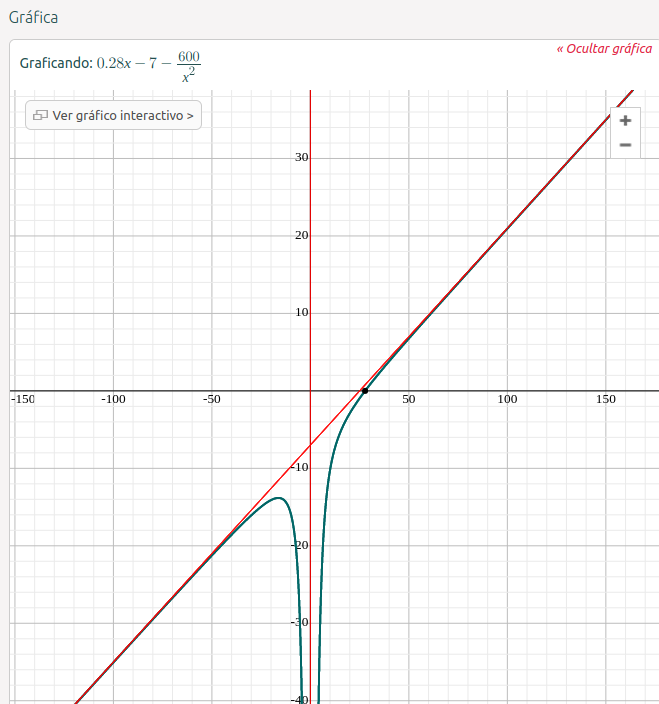 Gráfica
« Ocultar gráfica
Graficando: 0.28x − 7 − 600/x²
Ver gráfico interactivo >
+
−
30
20
10
-150 -100 -50 50 100 150
-10
-20
-30
-40